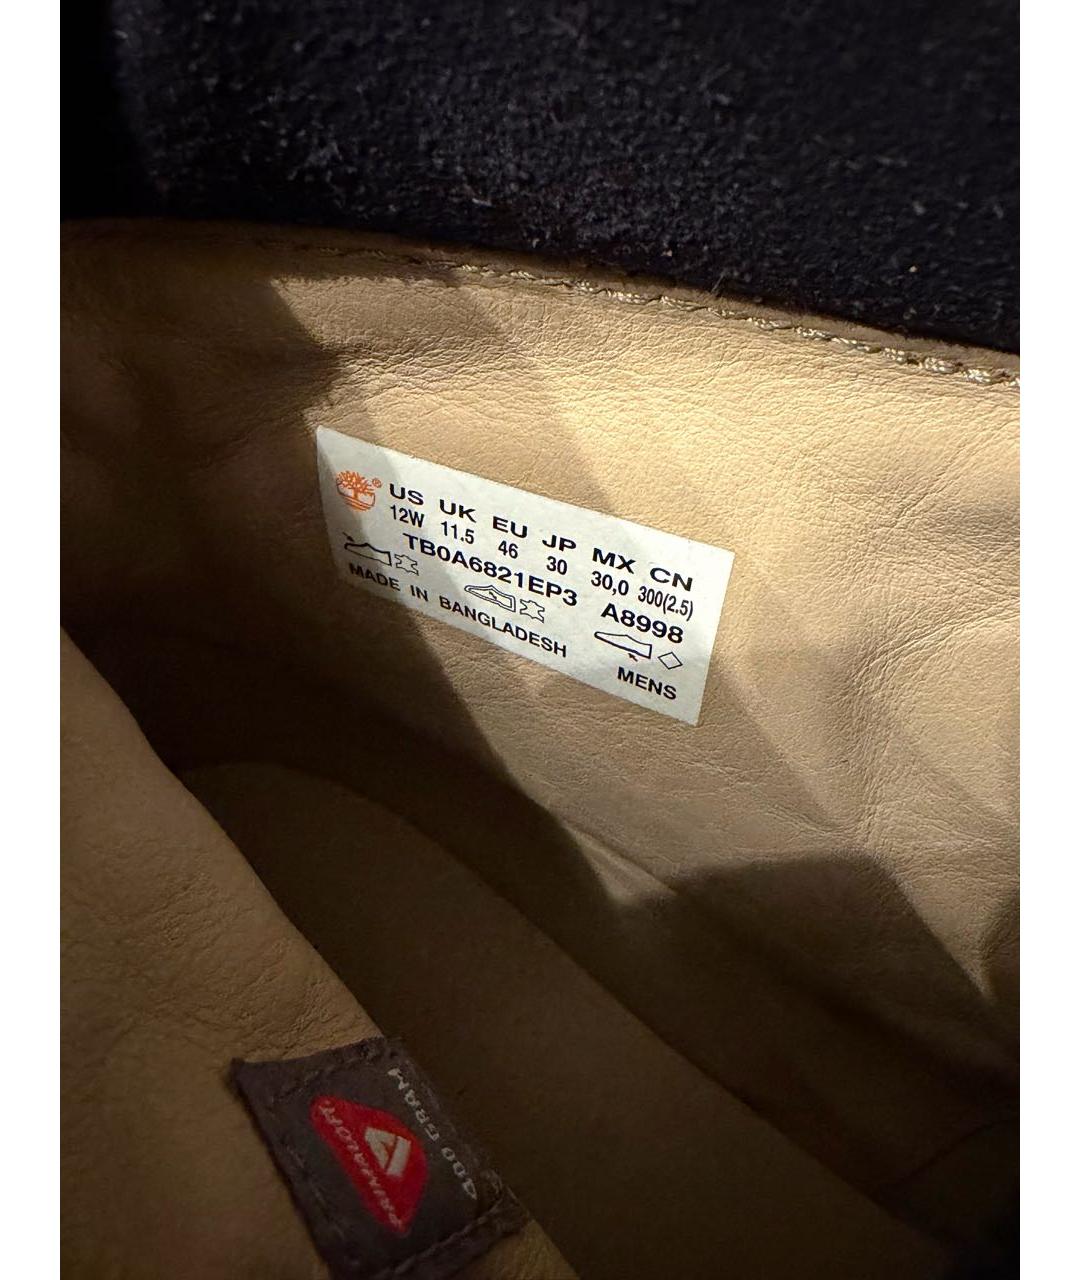 ® US UK EU JP MX CN
12W 11.5 46 30 30,0 300(2.5)
TB0A6821EP3 A8998
MADE IN BANGLADESH MENS
PRIMALOFT
400 GRAM